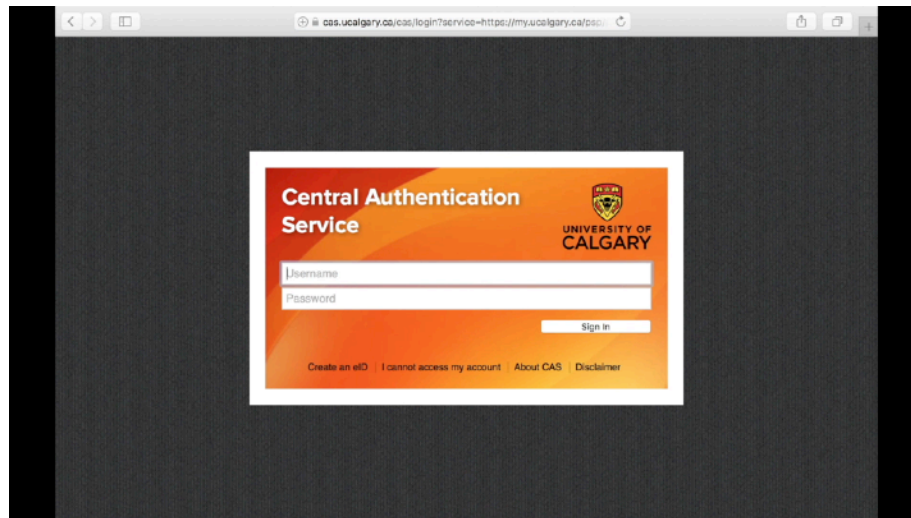 cas.ucalgary.ca/cas/login?service=https://my.ucalgary.ca/psp/
Central Authentication
Service
UNIVERSITY OF
CALGARY
Username
Password
Sign In
Create an eID | I cannot access my account | About CAS | Disclaimer